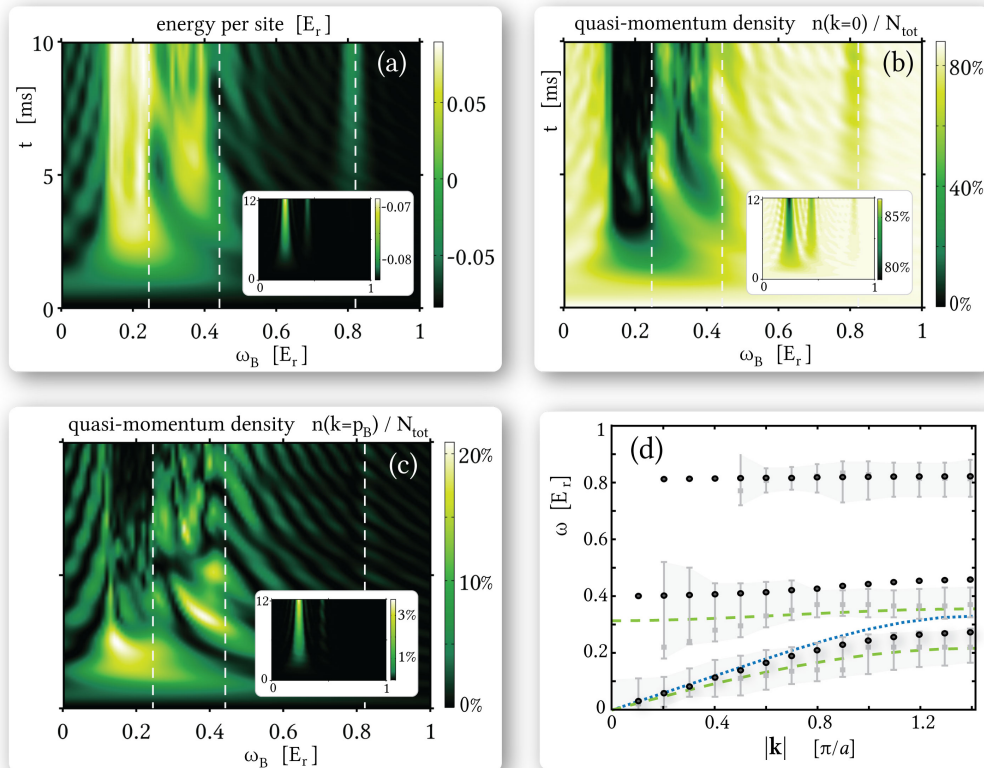 energy per site [E_r]
(a)
10
5
0
t [ms]
0 0.2 0.4 0.6 0.8 1
ω_B [E_r]
0.05
0
-0.05
12
0
0 1
-0.07
-0.08
quasi-momentum density n(k=0) / N_tot
(b)
10
5
0
t [ms]
0 0.2 0.4 0.6 0.8 1
ω_B [E_r]
80%
40%
0%
12
0
0 1
85%
80%
quasi-momentum density n(k=p_B) / N_tot
(c)
0 0.2 0.4 0.6 0.8 1
ω_B [E_r]
20%
10%
0%
12
0
0 1
3%
1%
(d)
1
0.8
0.6
0.4
0.2
0
ω [E_r]
0 0.4 0.8 1.2
|k| [π/a]